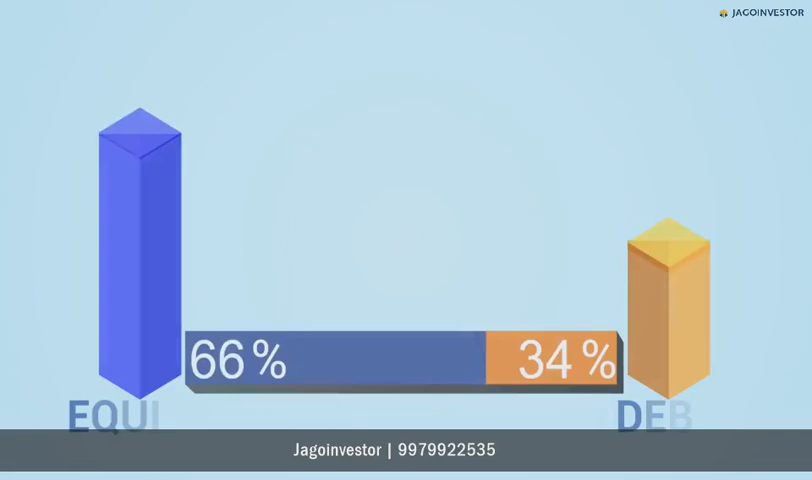 JAGOINVESTOR
66 % 34 %
EQUI DEB
Jagoinvestor | 9979922535